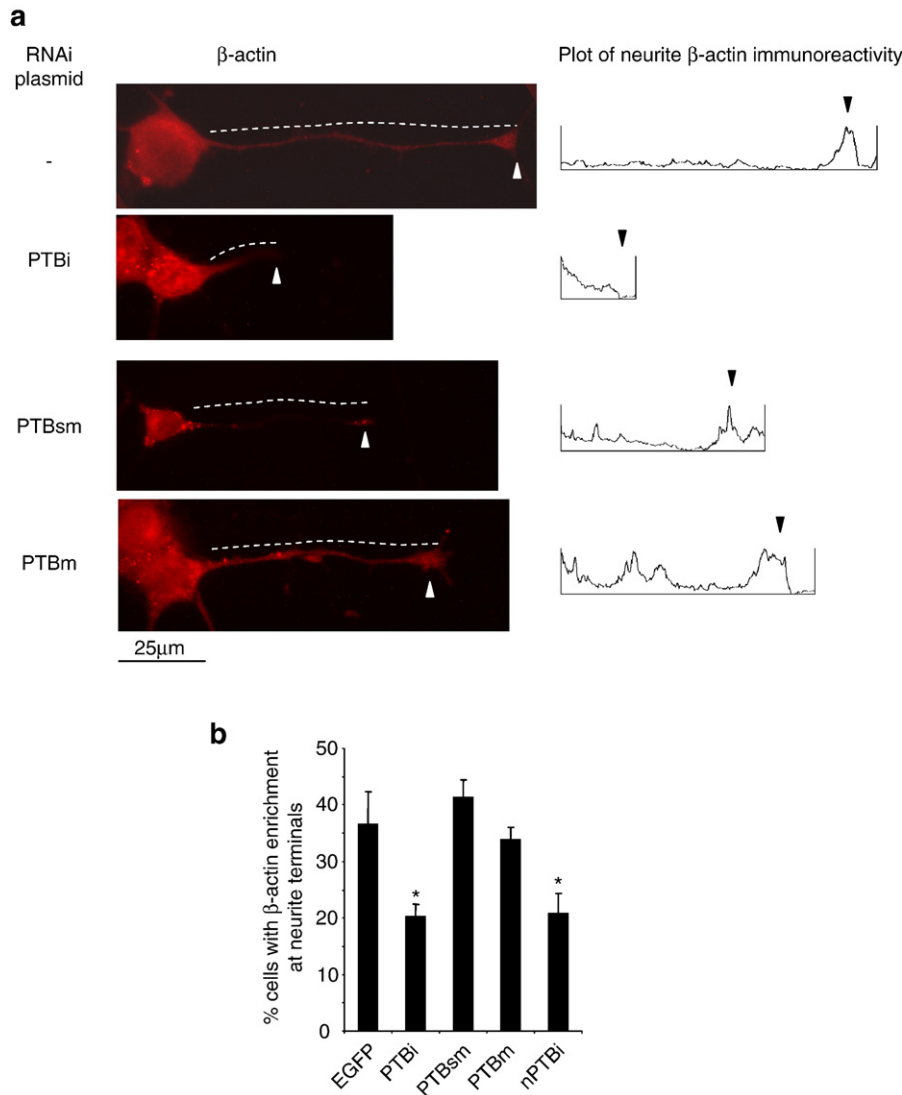 a
RNAi plasmid
β-actin
Plot of neurite β-actin immunoreactivity
-
PTBi
PTBsm
PTBm
25μm
b
% cells with β-actin enrichment
at neurite terminals
50
40
30
20
10
0
*
*
EGFP
PTBi
PTBsm
PTBm
nPTBi